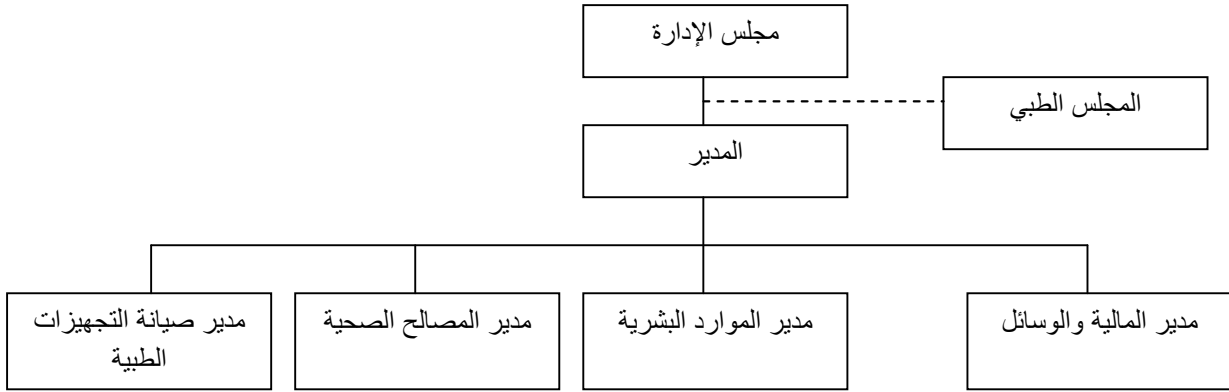 مجلس الإدارة
المجلس الطبي
المدير
مدير المالية والوسائل
مدير الموارد البشرية
مدير المصالح الصحية
مدير صيانة التجهيزات
الطبية